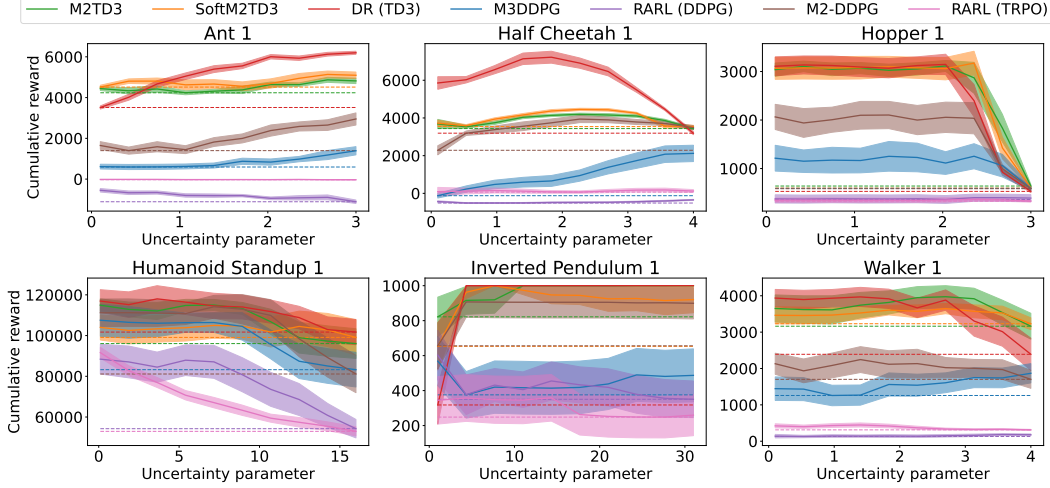 M2TD3 SoftM2TD3 DR (TD3) M3DDPG RARL (DDPG) M2-DDPG RARL (TRPO)
Ant 1 Half Cheetah 1 Hopper 1
Cumulative reward
6000
4000
2000
0
0 1 2 3
Uncertainty parameter
6000
4000
2000
0
0 1 2 3 4
Uncertainty parameter
3000
2000
1000
0 1 2 3
Uncertainty parameter
Humanoid Standup 1 Inverted Pendulum 1 Walker 1
Cumulative reward
120000
100000
80000
60000
0 5 10 15
Uncertainty parameter
1000
800
600
400
200
0 10 20 30
Uncertainty parameter
4000
3000
2000
1000
0
0 1 2 3 4
Uncertainty parameter